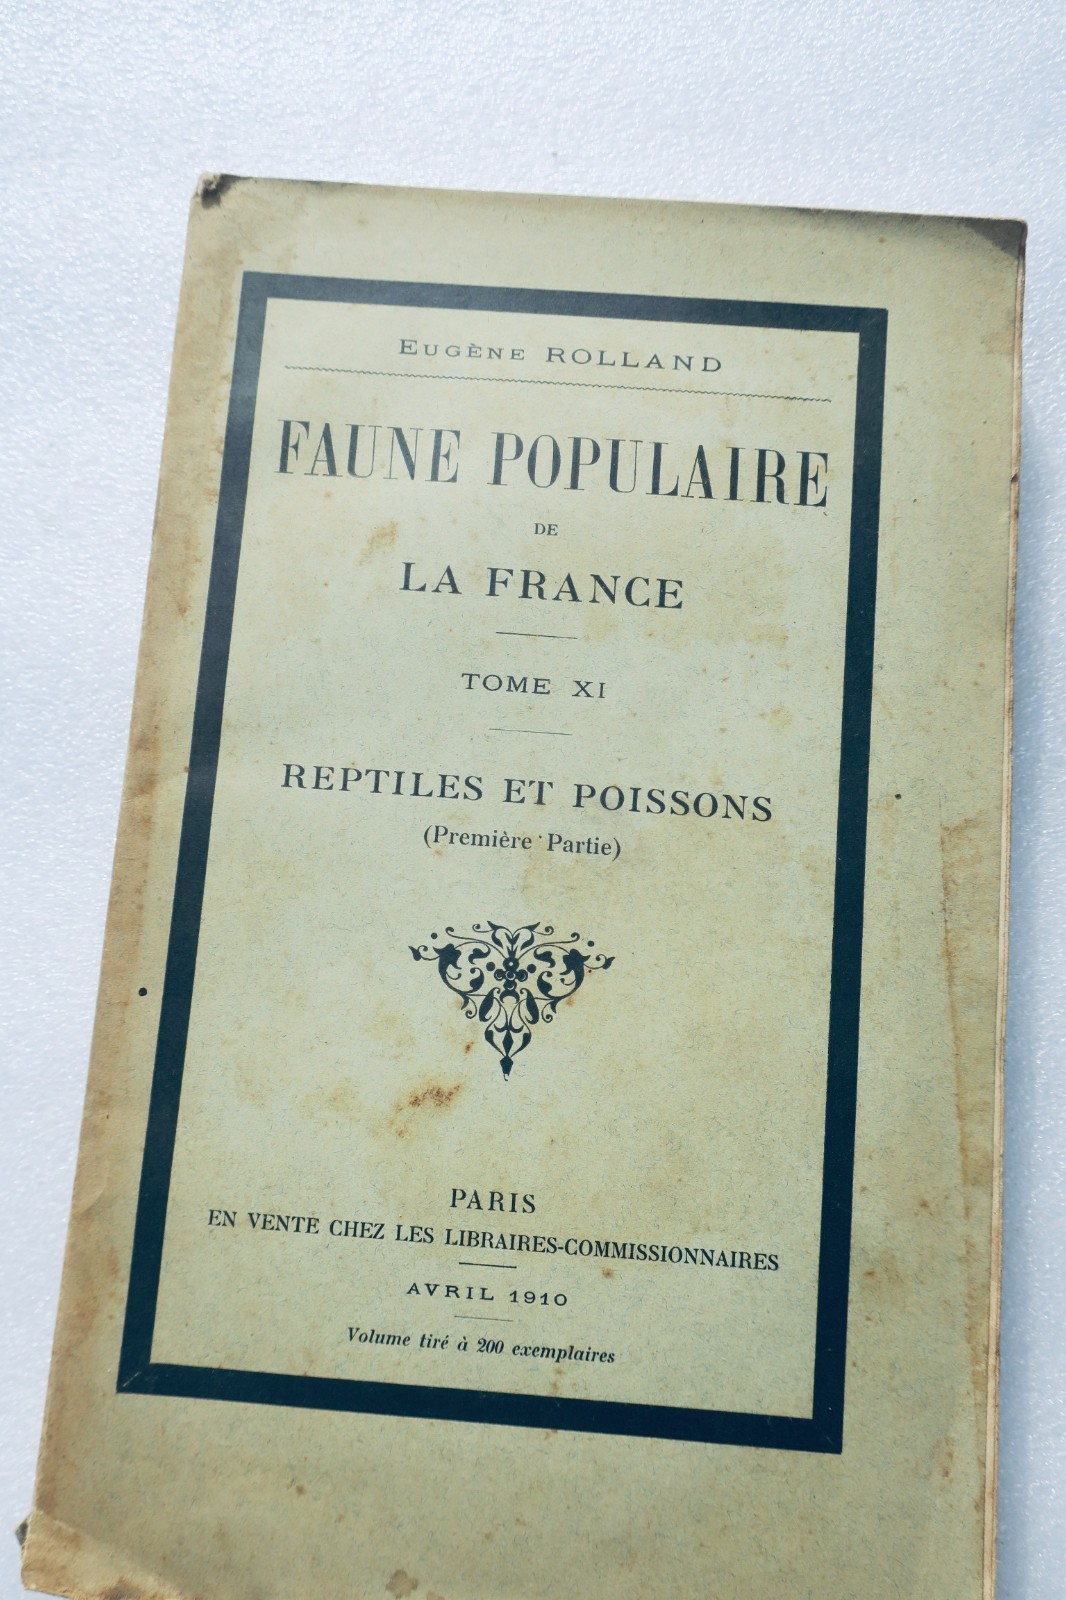 Eugène ROLLAND
FAUNE POPULAIRE
DE
LA FRANCE
TOME XI
REPTILES ET POISSONS
(Première Partie)
PARIS
EN VENTE CHEZ LES LIBRAIRES-COMMISSIONNAIRES
AVRIL 1910
Volume tiré à 200 exemplaires